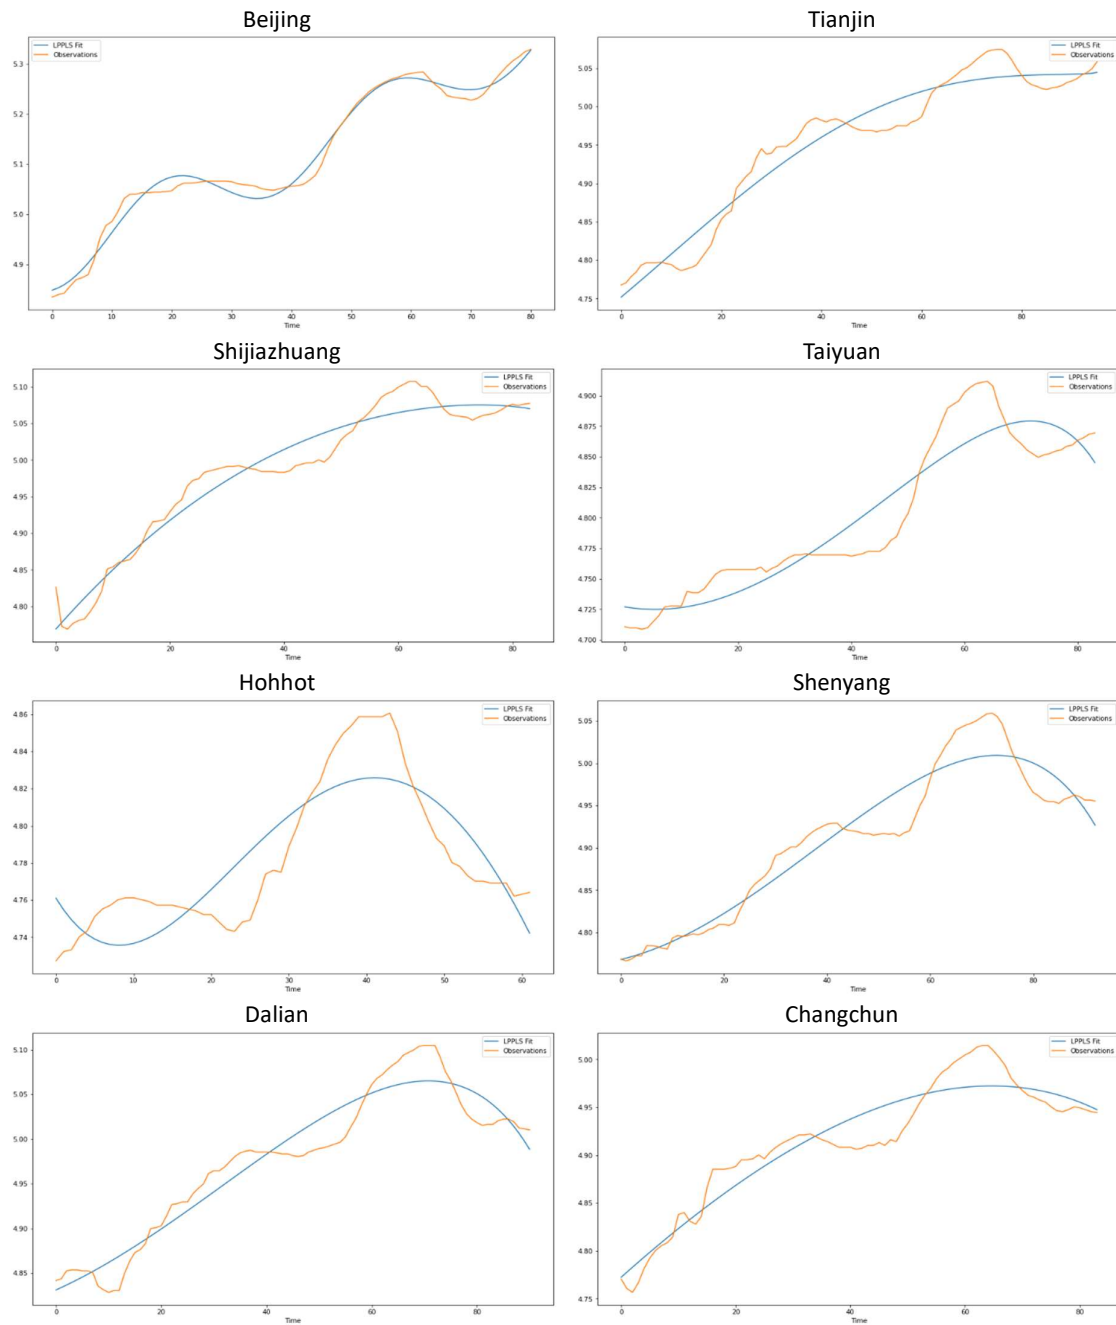 Beijing
LPPLS Fit
Observations
5.3
5.2
5.1
5.0
4.9
0 10 20 30 40 50 60 70 80
Time
Tianjin
LPPLS Fit
Observations
5.05
5.00
4.95
4.90
4.85
4.80
4.75
0 20 40 60 80
Time
Shijiazhuang
LPPLS Fit
Observations
5.10
5.05
5.00
4.95
4.90
4.85
4.80
0 20 40 60 80
Time
Taiyuan
LPPLS Fit
Observations
4.900
4.875
4.850
4.825
4.800
4.775
4.750
4.725
4.700
0 20 40 60 80
Time
Hohhot
LPPLS Fit
Observations
4.86
4.84
4.82
4.80
4.78
4.76
4.74
0 10 20 30 40 50 60
Time
Shenyang
LPPLS Fit
Observations
5.05
5.00
4.95
4.90
4.85
4.80
0 20 40 60 80
Time
Dalian
LPPLS Fit
Observations
5.10
5.05
5.00
4.95
4.90
4.85
0 20 40 60 80
Time
Changchun
LPPLS Fit
Observations
5.00
4.95
4.90
4.85
4.80
4.75
0 20 40 60 80
Time